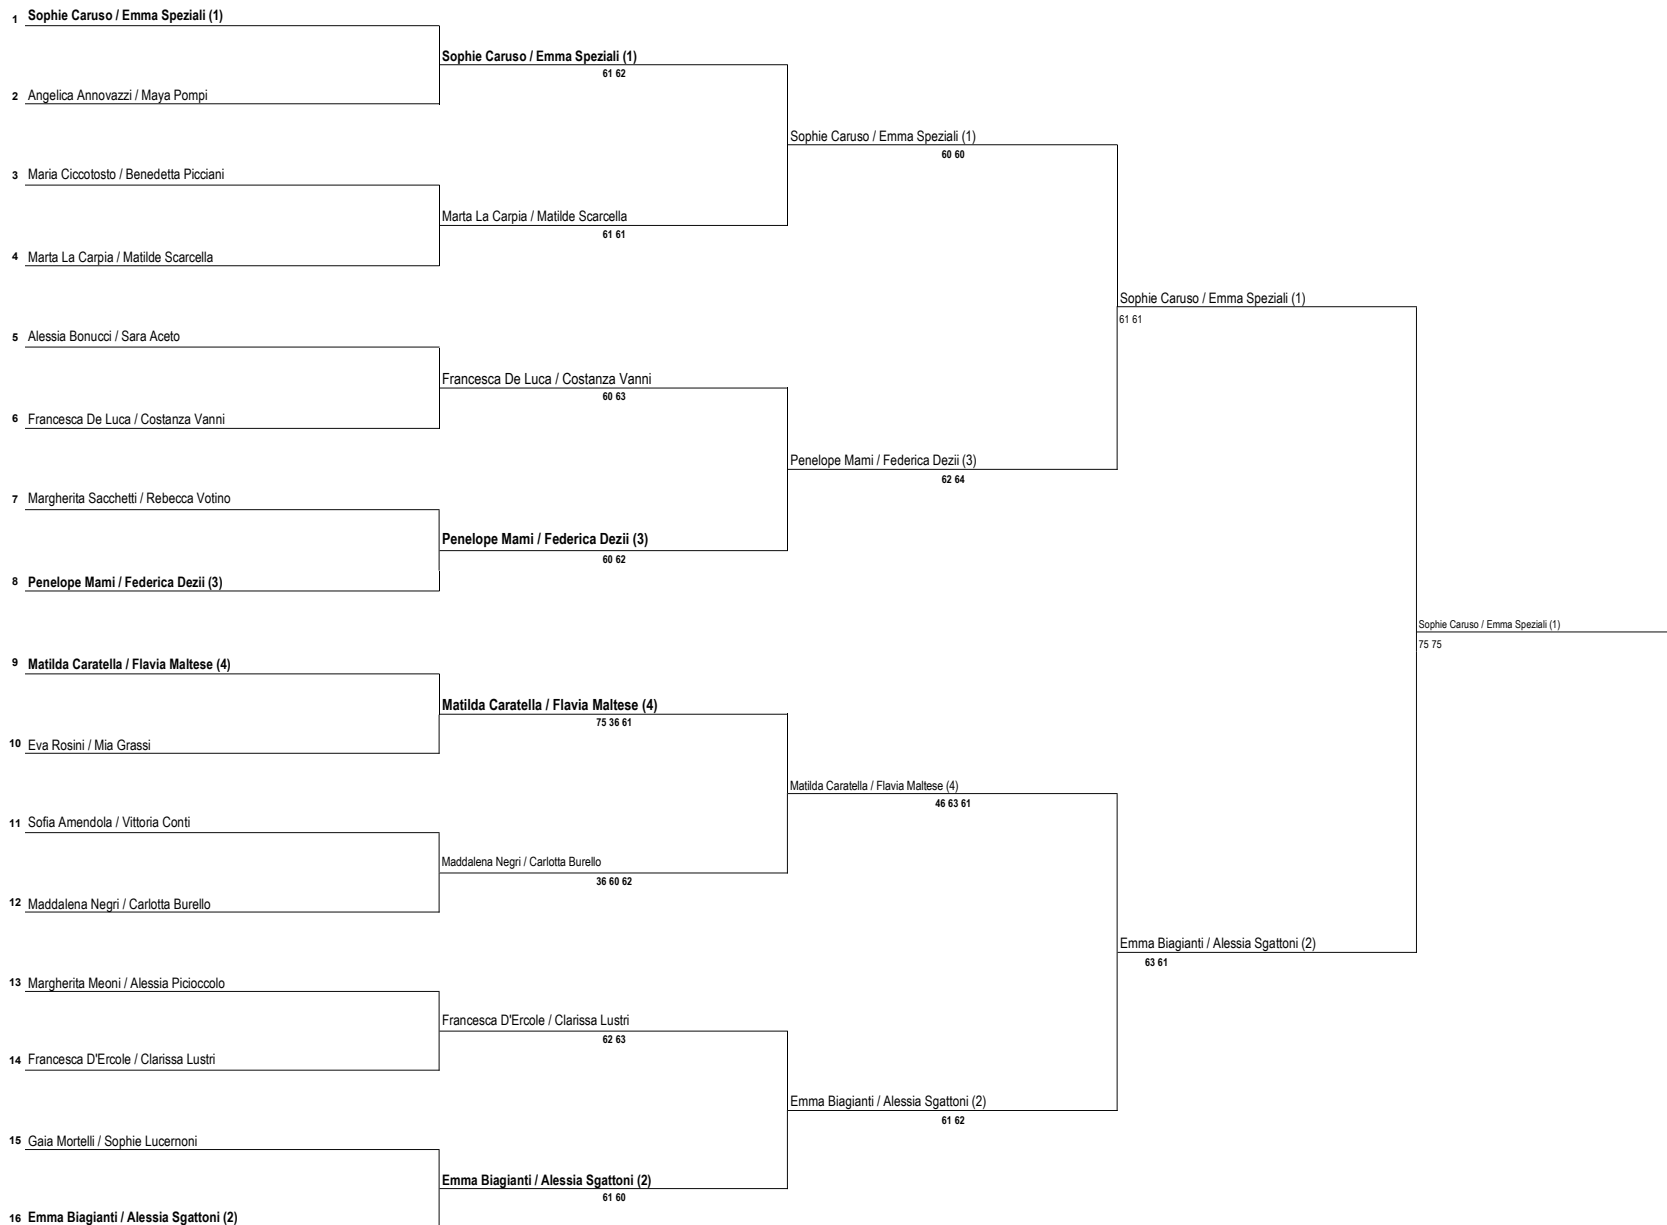 1 Sophie Caruso / Emma Speziali (1)
Sophie Caruso / Emma Speziali (1)
61 62
2 Angelica Annovazzi / Maya Pompi
Sophie Caruso / Emma Speziali (1)
60 60
3 Maria Ciccotosto / Benedetta Picciani
Marta La Carpia / Matilde Scarcella
61 61
4 Marta La Carpia / Matilde Scarcella
Sophie Caruso / Emma Speziali (1)
61 61
5 Alessia Bonucci / Sara Aceto
Francesca De Luca / Costanza Vanni
60 63
6 Francesca De Luca / Costanza Vanni
Penelope Mami / Federica Dezii (3)
62 64
7 Margherita Sacchetti / Rebecca Votino
Penelope Mami / Federica Dezii (3)
60 62
8 Penelope Mami / Federica Dezii (3)
Sophie Caruso / Emma Speziali (1)
75 75
9 Matilda Caratella / Flavia Maltese (4)
Matilda Caratella / Flavia Maltese (4)
75 36 61
10 Eva Rosini / Mia Grassi
Matilda Caratella / Flavia Maltese (4)
46 63 61
11 Sofia Amendola / Vittoria Conti
Maddalena Negri / Carlotta Burello
36 60 62
12 Maddalena Negri / Carlotta Burello
Emma Biagianti / Alessia Sgattoni (2)
63 61
13 Margherita Meoni / Alessia Picioccolo
Francesca D'Ercole / Clarissa Lustri
62 63
14 Francesca D'Ercole / Clarissa Lustri
Emma Biagianti / Alessia Sgattoni (2)
61 62
15 Gaia Mortelli / Sophie Lucernoni
Emma Biagianti / Alessia Sgattoni (2)
61 60
16 Emma Biagianti / Alessia Sgattoni (2)